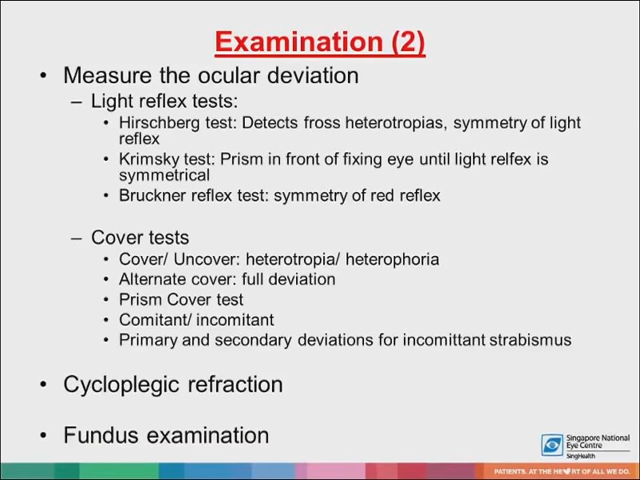 Examination (2)
• Measure the ocular deviation
– Light reflex tests:
• Hirschberg test: Detects fross heterotropias, symmetry of light
reflex
• Krimsky test: Prism in front of fixing eye until light relfex is
symmetrical
• Bruckner reflex test: symmetry of red reflex
– Cover tests
• Cover/ Uncover: heterotropia/ heterophoria
• Alternate cover: full deviation
• Prism Cover test
• Comitant/ incomitant
• Primary and secondary deviations for incomittant strabismus
• Cycloplegic refraction
• Fundus examination
Singapore National
Eye Centre
SingHealth
PATIENTS. AT THE HE♥RT OF ALL WE DO.